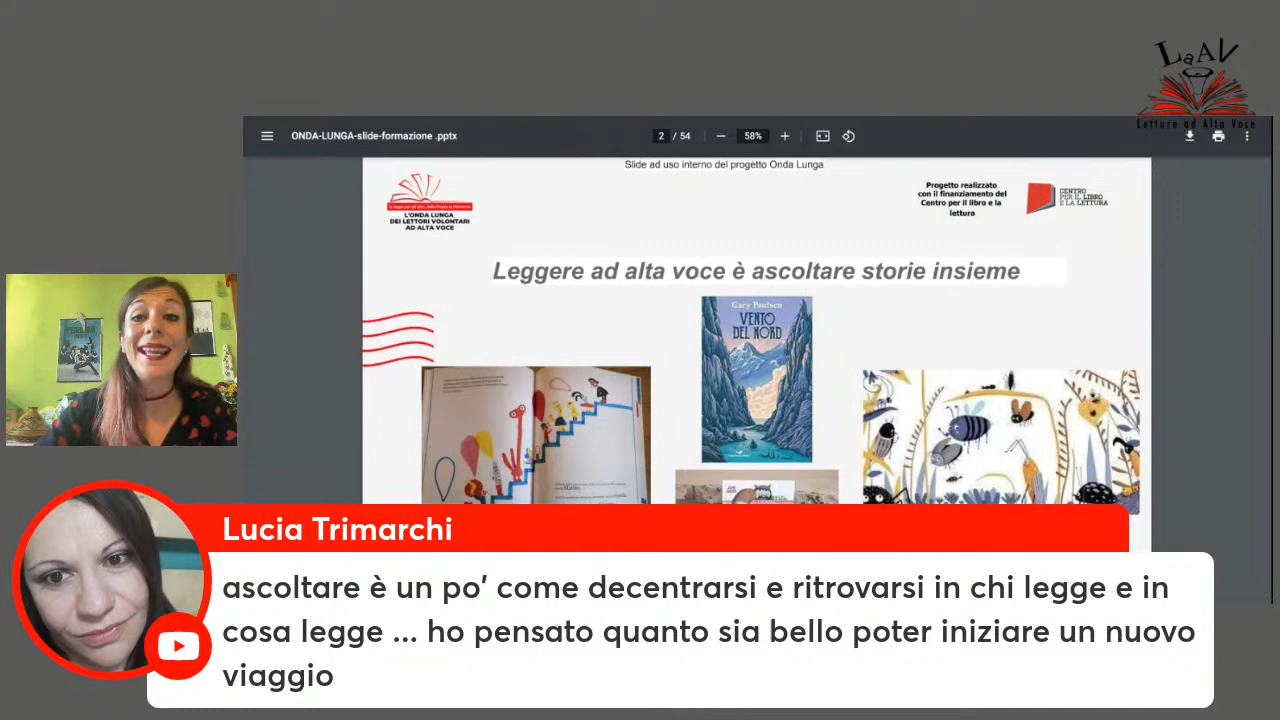 LaAV
Letture ad Alta Voce
ONDA-LUNGA-slide-formazione .pptx
2 / 54
58%
Slide ad uso interno del progetto Onda Lunga
L'ONDA LUNGA
DEI LETTORI VOLONTARI
AD ALTA VOCE
Progetto realizzato
con il finanziamento del
Centro per il libro e la
lettura
CENTRO
PER IL LIBRO
E LA LETTURA
Leggere ad alta voce è ascoltare storie insieme
Gary Paulsen
VENTO
DEL NORD
Lucia Trimarchi
ascoltare è un po' come decentrarsi e ritrovarsi in chi legge e in
cosa legge ... ho pensato quanto sia bello poter iniziare un nuovo
viaggio